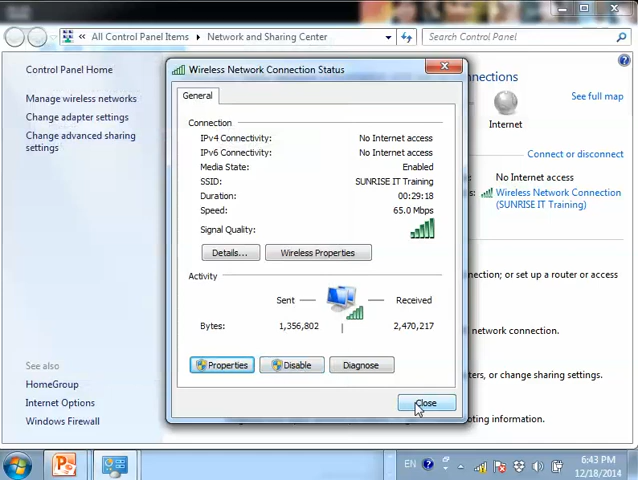 All Control Panel Items
Network and Sharing Center
Search Control Panel
Control Panel Home
Manage wireless networks
Change adapter settings
Change advanced sharing
settings
See also
HomeGroup
Internet Options
Windows Firewall
Wireless Network Connection Status
General
Connection
IPv4 Connectivity: No Internet access
IPv6 Connectivity: No Internet access
Media State: Enabled
SSID: SUNRISE IT Training
Duration: 00:29:18
Speed: 65.0 Mbps
Signal Quality:
Details... Wireless Properties
Activity
Sent — — Received
Bytes: 1,356,802 2,470,217
Properties Disable Diagnose
Close
onnections
See full map
Internet
Connect or disconnect
No Internet access
Wireless Network Connection
(SUNRISE IT Training)
nection; or set up a router or access
network connection.
ters, or change sharing settings.
ooting information.
EN
6:43 PM
12/18/2014